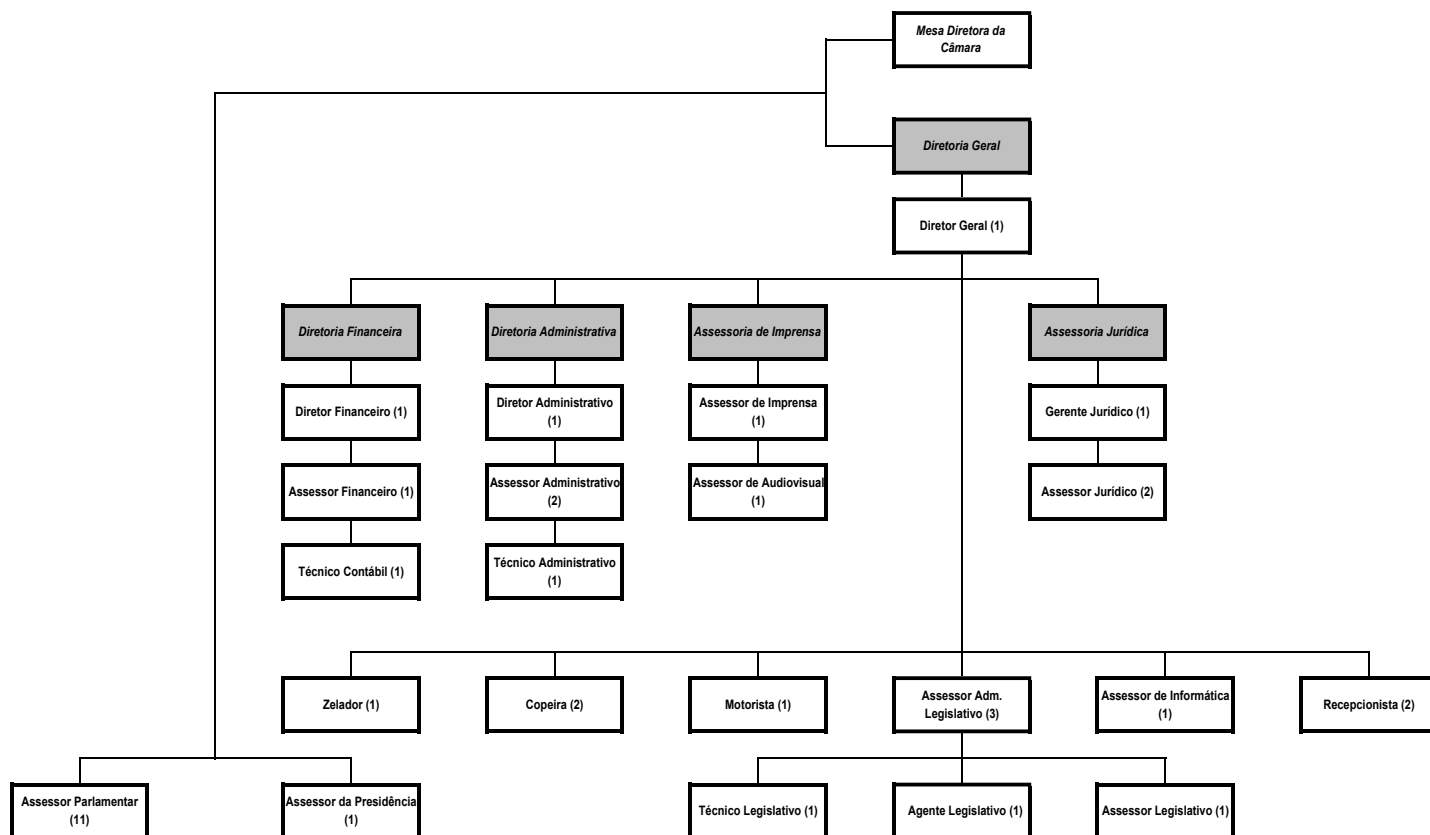 Mesa Diretora da
Câmara
Diretoria Geral
Diretor Geral (1)
Diretoria Financeira
Diretoria Administrativa
Assessoria de Imprensa
Assessoria Jurídica
Diretor Financeiro (1)
Diretor Administrativo
(1)
Assessor de Imprensa
(1)
Gerente Jurídico (1)
Assessor Financeiro (1)
Assessor Administrativo
(2)
Assessor de Audiovisual
(1)
Assessor Jurídico (2)
Técnico Contábil (1)
Técnico Administrativo
(1)
Zelador (1)
Copeira (2)
Motorista (1)
Assessor Adm.
Legislativo (3)
Assessor de Informática
(1)
Recepcionista (2)
Assessor Parlamentar
(11)
Assessor da Presidência
(1)
Técnico Legislativo (1)
Agente Legislativo (1)
Assessor Legislativo (1)